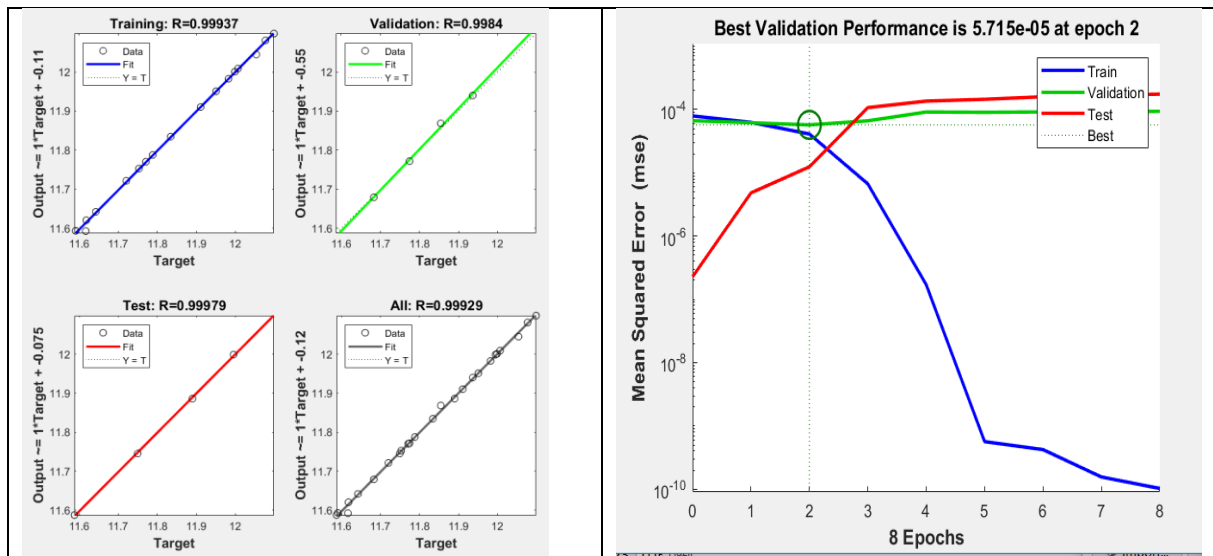 Training: R=0.99937
Output ~= 1*Target + -0.11
12
11.9
11.8
11.7
11.6
Data
Fit
Y = T
11.6 11.7 11.8 11.9 12
Target
Validation: R=0.9984
Output ~= 1*Target + -0.55
12
11.9
11.8
11.7
11.6
Data
Fit
Y = T
11.6 11.7 11.8 11.9 12
Target
Test: R=0.99979
Output ~= 1*Target + -0.075
12
11.9
11.8
11.7
11.6
Data
Fit
Y = T
11.6 11.7 11.8 11.9 12
Target
All: R=0.99929
Output ~= 1*Target + -0.12
12
11.9
11.8
11.7
11.6
Data
Fit
Y = T
11.6 11.7 11.8 11.9 12
Target
Best Validation Performance is 5.715e-05 at epoch 2
Mean Squared Error (mse)
10-4
10-6
10-8
10-10
Train
Validation
Test
Best
0 1 2 3 4 5 6 7 8
8 Epochs